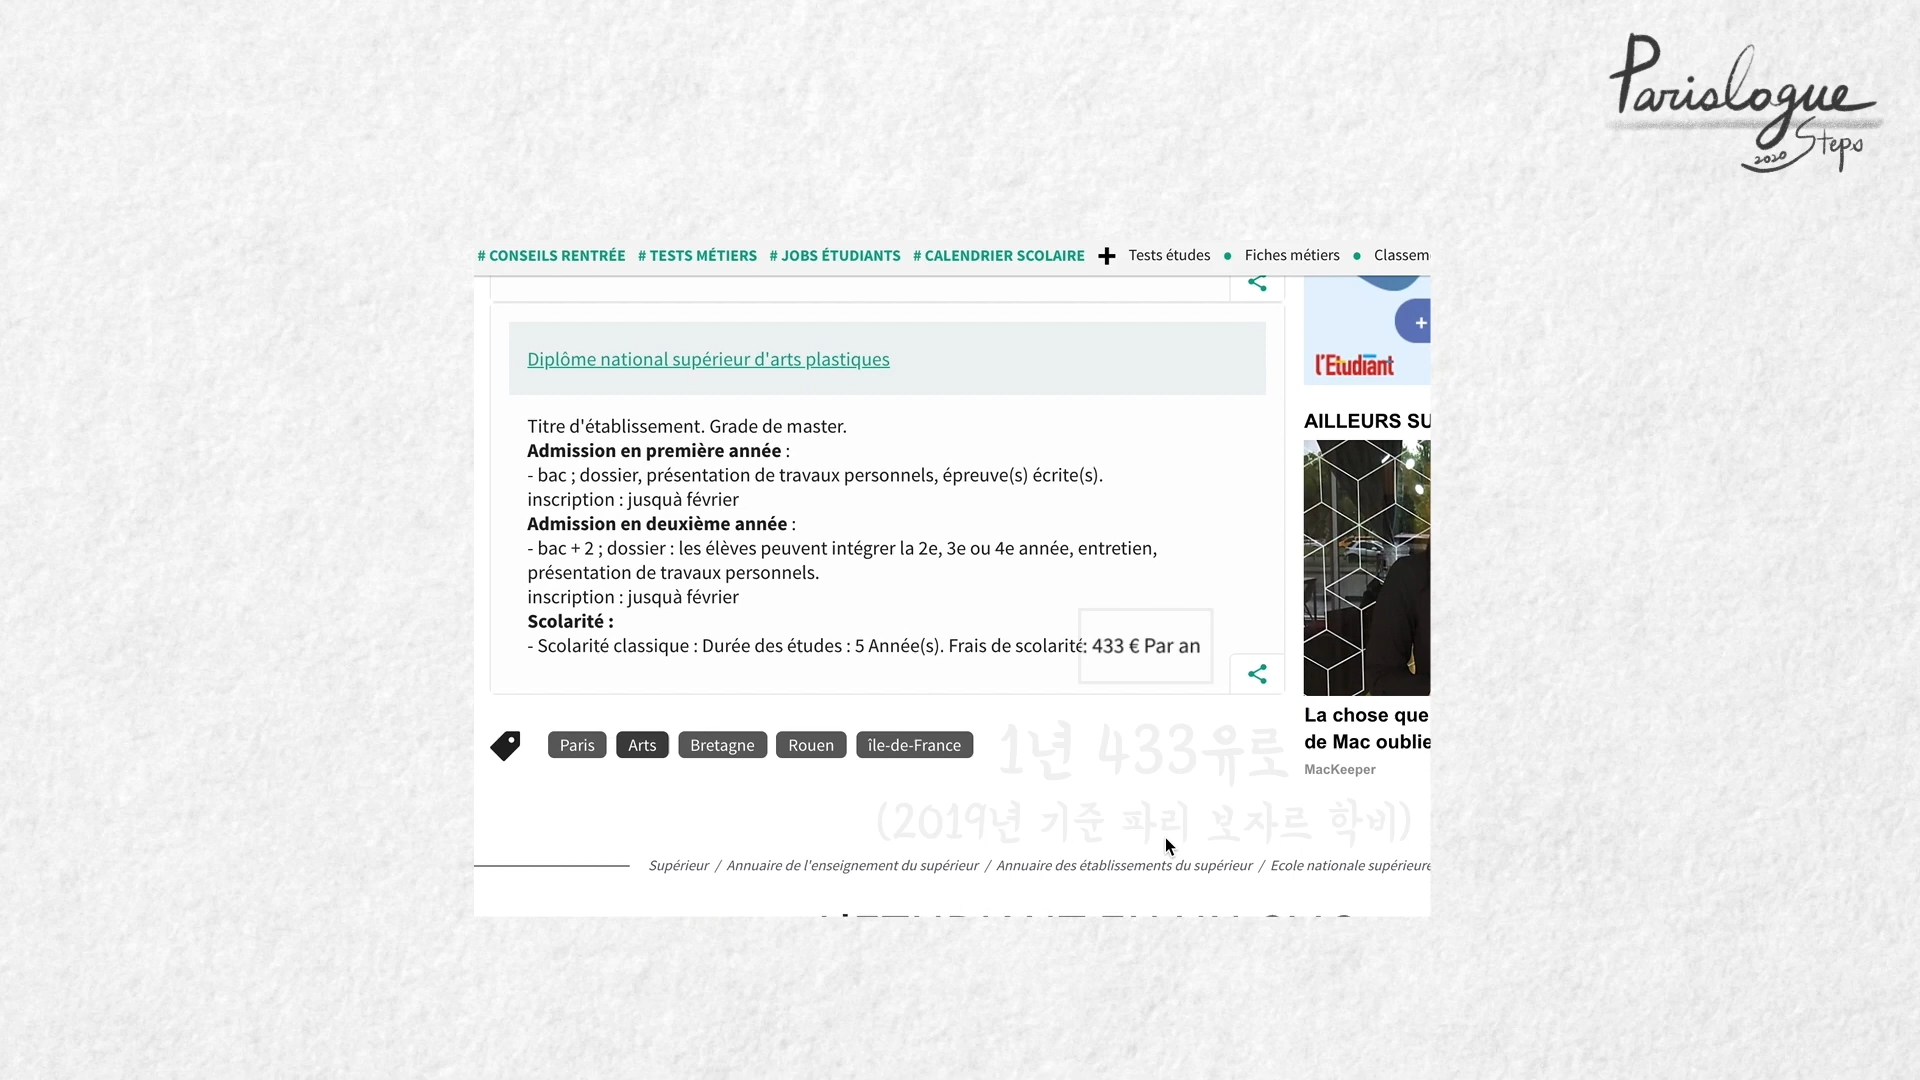 Parislogue
2020 Steps
# CONSEILS RENTRÉE # TESTS MÉTIERS # JOBS ÉTUDIANTS # CALENDRIER SCOLAIRE + Tests études • Fiches métiers • Classem
Diplôme national supérieur d'arts plastiques
+
l'Etudiant
Titre d'établissement. Grade de master.
Admission en première année :
- bac ; dossier, présentation de travaux personnels, épreuve(s) écrite(s).
inscription : jusquà février
Admission en deuxième année :
- bac + 2 ; dossier : les élèves peuvent intégrer la 2e, 3e ou 4e année, entretien,
présentation de travaux personnels.
inscription : jusquà février
Scolarité :
- Scolarité classique : Durée des études : 5 Année(s). Frais de scolarité: 433 € Par an
AILLEURS SU
La chose que
de Mac oublie
MacKeeper
Paris Arts Bretagne Rouen île-de-France
1년 433유로
(2019년 기준 파리 보자르 학비)
Supérieur / Annuaire de l'enseignement du supérieur / Annuaire des établissements du supérieur / Ecole nationale supérieure